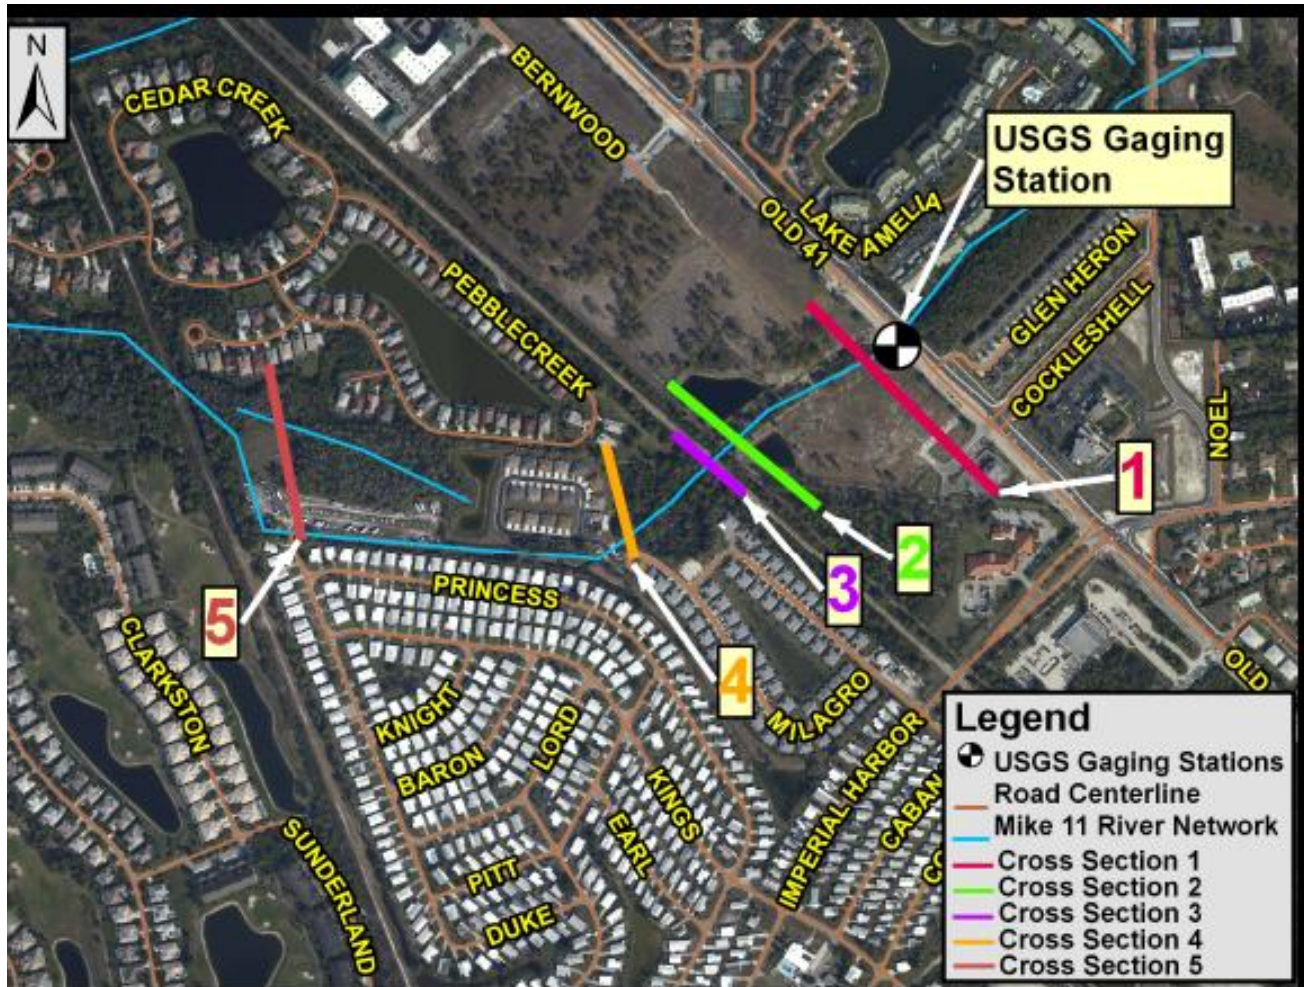 N
CEDAR CREEK
BERNWOOD
USGS Gaging
Station
LAKE AMELIA
OLD 41
PEBBLECREEK
GLEN HERON
COCKLESHELL
NOEL
1
2
3
4
5
PRINCESS
CLARKSTON
KNIGHT
BARON
LORD
KINGS
EARL
PITT
DUKE
SUNDERLAND
MILAGRO
IMPERIAL HARBOR
CABAN
CO
OLD
Legend
USGS Gaging Stations
Road Centerline
Mike 11 River Network
Cross Section 1
Cross Section 2
Cross Section 3
Cross Section 4
Cross Section 5